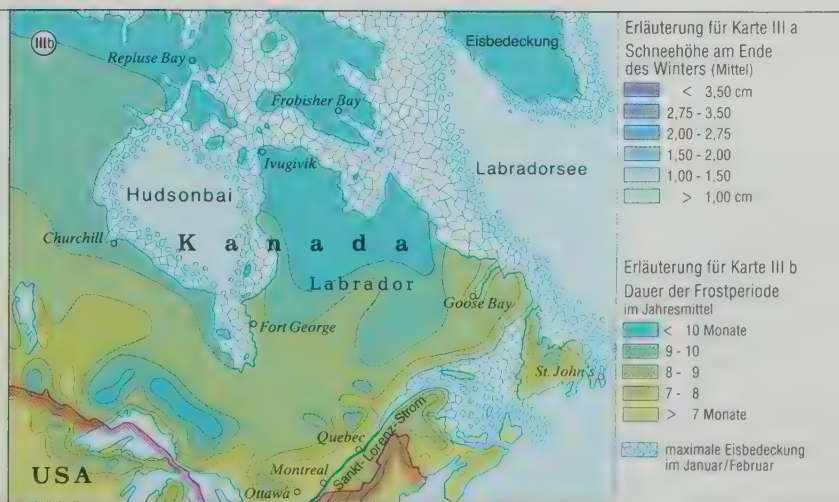 IIIb
Repluse Bay
Eisbedeckung
Frobisher Bay
Ivugivik
Labradorsee
Hudsonbai
Churchill
Kanada
Labrador
Goose Bay
Fort George
St. John's
Sankt-Lorenz-Strom
Quebec
Montreal
Ottawa
USA
Erläuterung für Karte III a
Schneehöhe am Ende
des Winters (Mittel)
< 3,50 cm
2,75 - 3,50
2,00 - 2,75
1,50 - 2,00
1,00 - 1,50
> 1,00 cm
Erläuterung für Karte III b
Dauer der Frostperiode
im Jahresmittel
< 10 Monate
9 - 10
8 - 9
7 - 8
> 7 Monate
maximale Eisbedeckung
im Januar/Februar